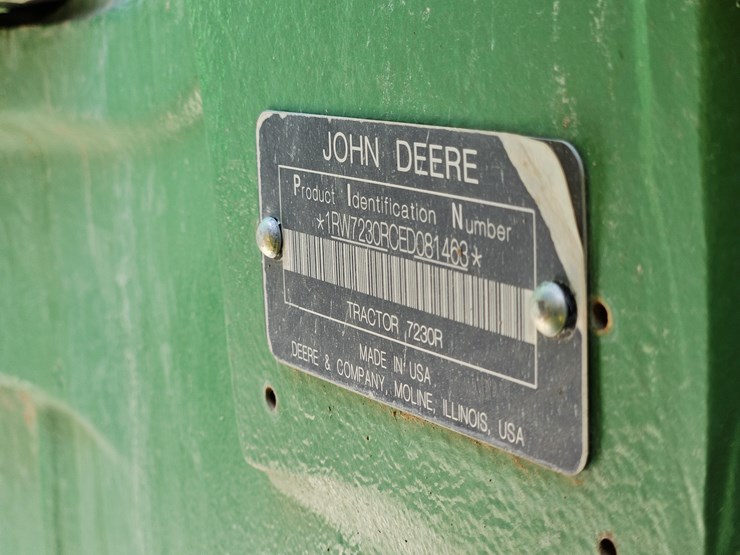 JOHN DEERE
Product Identification Number
*1RW7230RCED081463*
TRACTOR 7230R
MADE IN USA
DEERE & COMPANY, MOLINE, ILLINOIS, USA